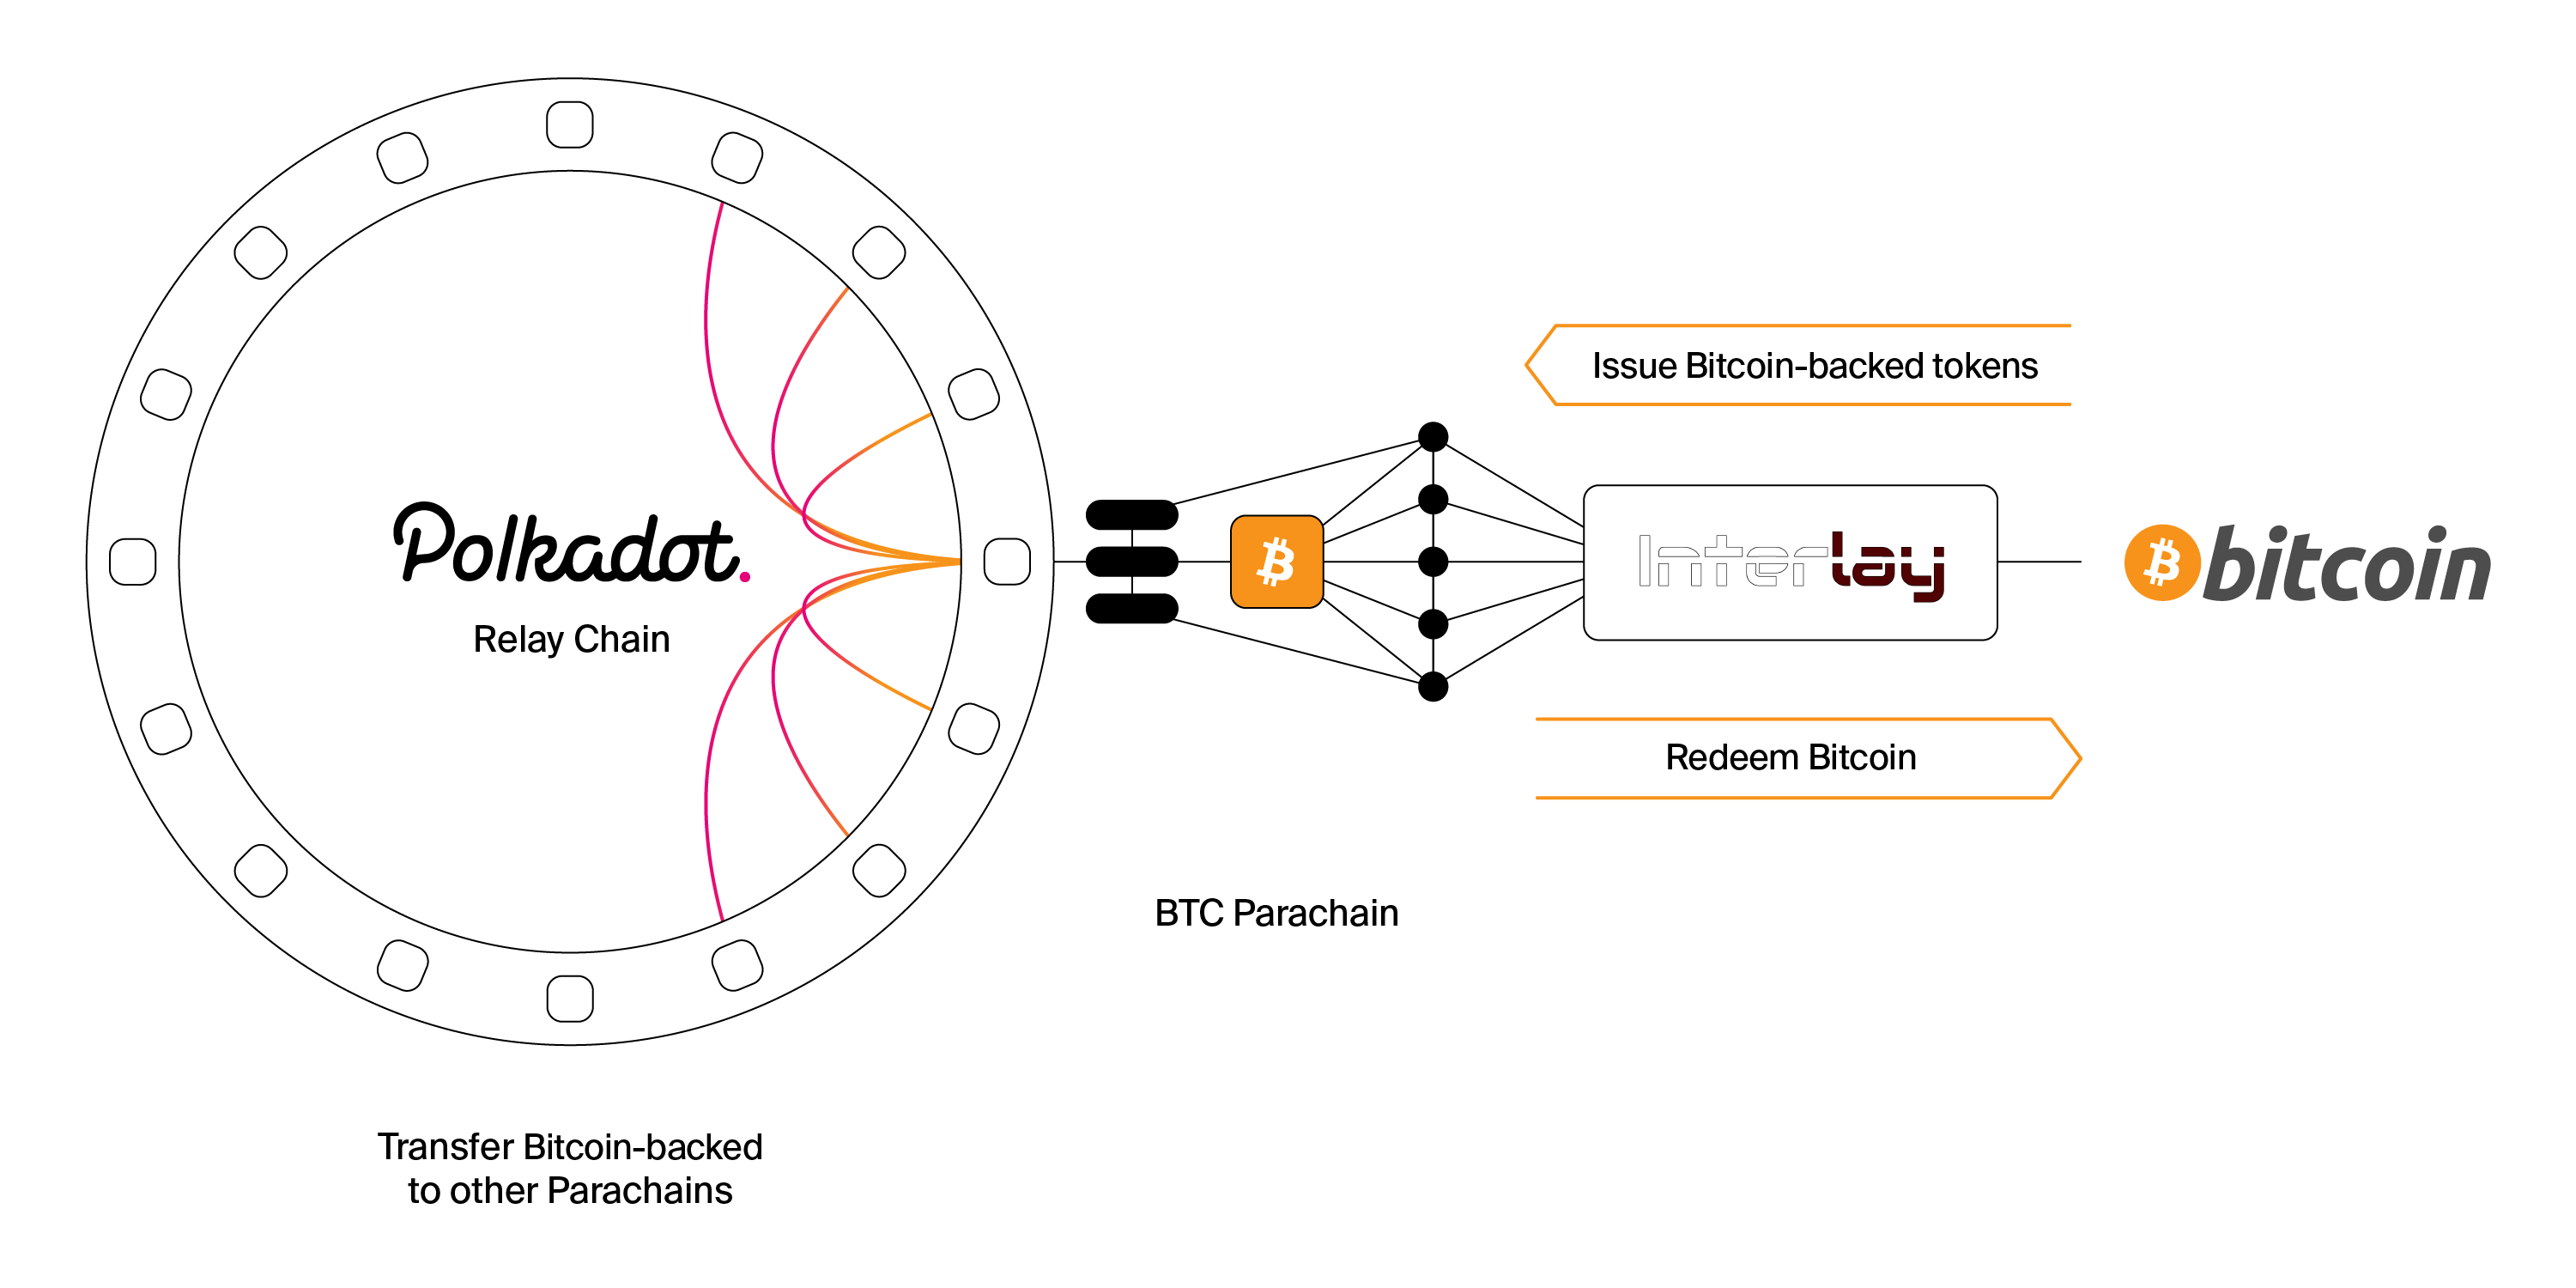 Polkadot.
Relay Chain
Transfer Bitcoin-backed
to other Parachains
BTC Parachain
Issue Bitcoin-backed tokens
Interlay
Redeem Bitcoin
bitcoin